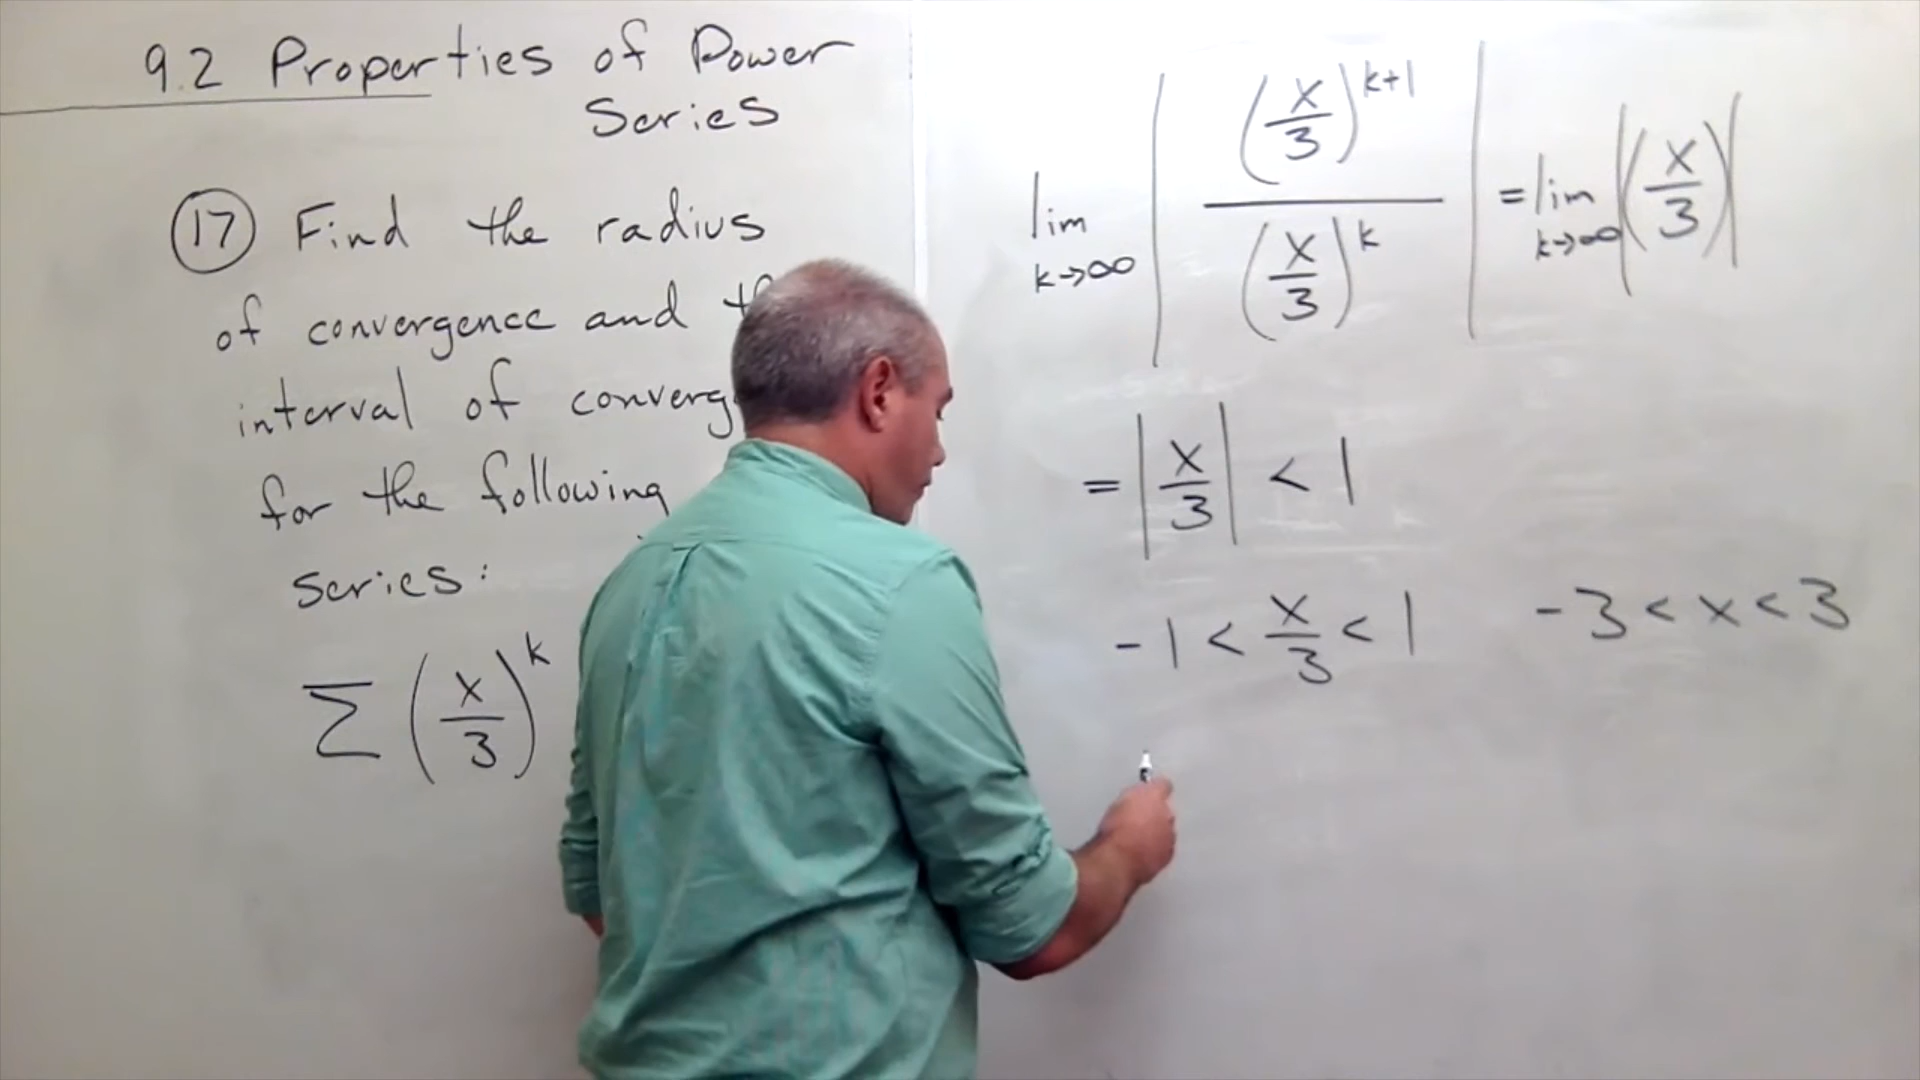 9.2 Properties of Power
Series
17 Find the radius
of convergence and
interval of
for the following
series:
Σ (x/3)^k
lim k→∞ | (x/3)^(k+1) / (x/3)^k | = lim k→∞ |(x/3)|
= |x/3| < 1
-1 < x/3 < 1
-3 < x < 3